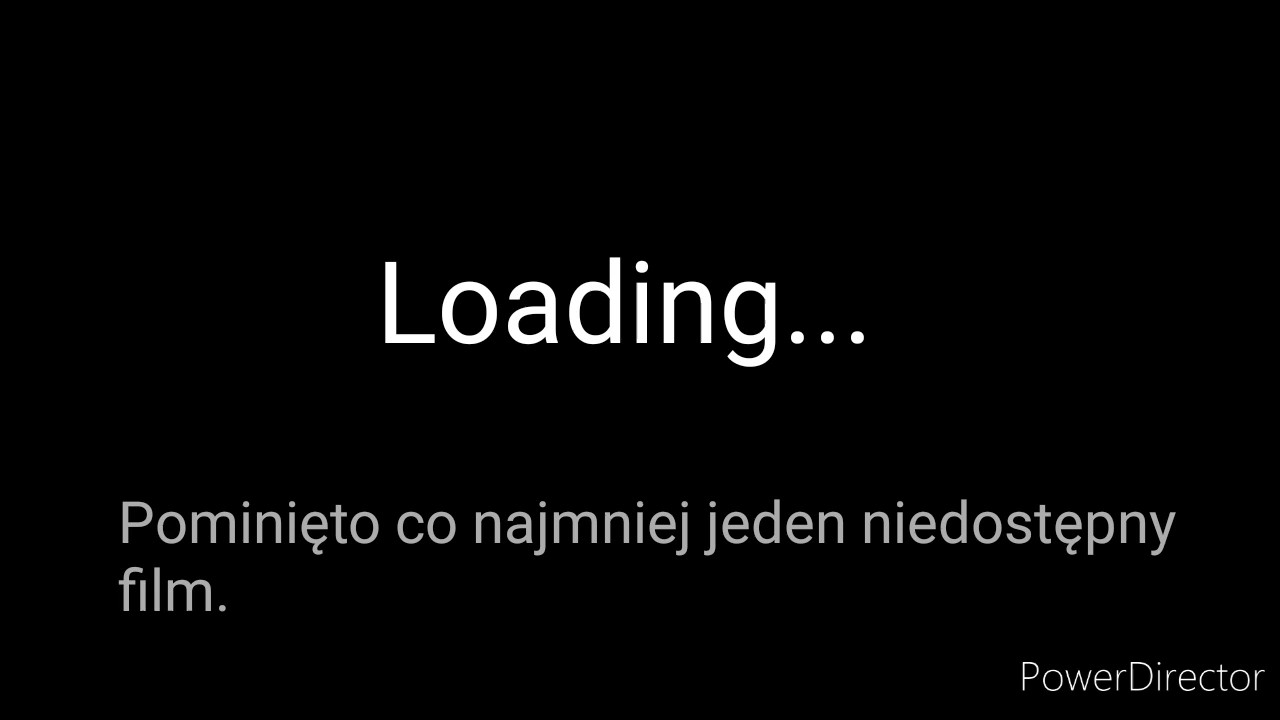 Loading...
Pominięto co najmniej jeden niedostępny
film.
PowerDirector